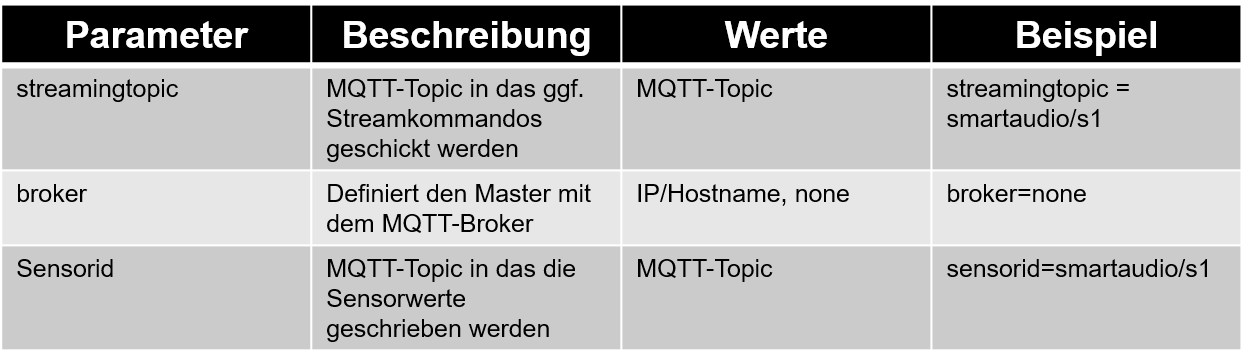 Parameter Beschreibung Werte Beispiel
streamingtopic
MQTT-Topic in das ggf.
Streamkommandos
geschickt werden
MQTT-Topic
streamingtopic =
smartaudio/s1
broker
Definiert den Master mit
dem MQTT-Broker
IP/Hostname, none
broker=none
Sensorid
MQTT-Topic in das die
Sensorwerte
geschrieben werden
MQTT-Topic
sensorid=smartaudio/s1